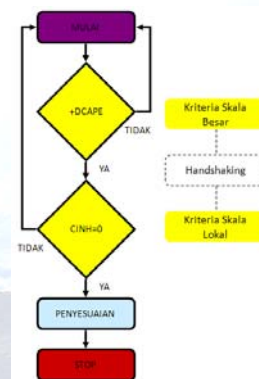 MULAI
+DCAPE
TIDAK
YA
Kriteria Skala
Besar
Handshaking
CINH=0
Kriteria Skala
Lokal
TIDAK
YA
PENYESUAIAN
STOP